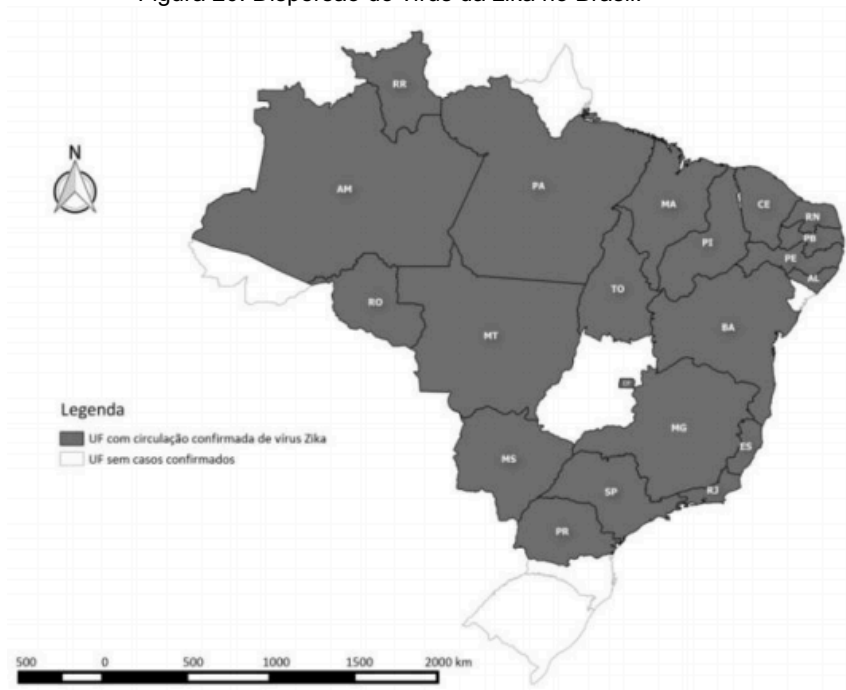 Figura 20. Dispersão do vírus da Zika no Brasil.
N
RR
AM
PA
MA
CE
RN
PB
PE
AL
PI
TO
RO
MT
BA
MG
ES
MS
SP
RJ
PR
Legenda
UF com circulação confirmada de vírus Zika
UF sem casos confirmados
500 0 500 1000 1500 2000 km